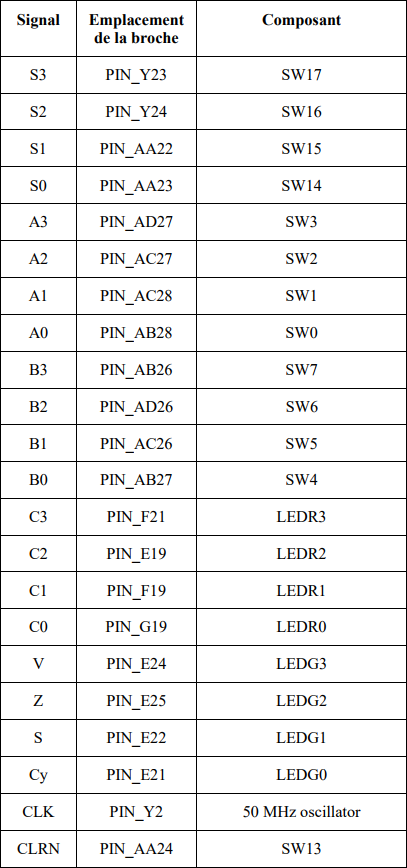 Signal Emplacement de la broche Composant
S3 PIN_Y23 SW17
S2 PIN_Y24 SW16
S1 PIN_AA22 SW15
S0 PIN_AA23 SW14
A3 PIN_AD27 SW3
A2 PIN_AC27 SW2
A1 PIN_AC28 SW1
A0 PIN_AB28 SW0
B3 PIN_AB26 SW7
B2 PIN_AD26 SW6
B1 PIN_AC26 SW5
B0 PIN_AB27 SW4
C3 PIN_F21 LEDR3
C2 PIN_E19 LEDR2
C1 PIN_F19 LEDR1
C0 PIN_G19 LEDR0
V PIN_E24 LEDG3
Z PIN_E25 LEDG2
S PIN_E22 LEDG1
Cy PIN_E21 LEDG0
CLK PIN_Y2 50 MHz oscillator
CLRN PIN_AA24 SW13